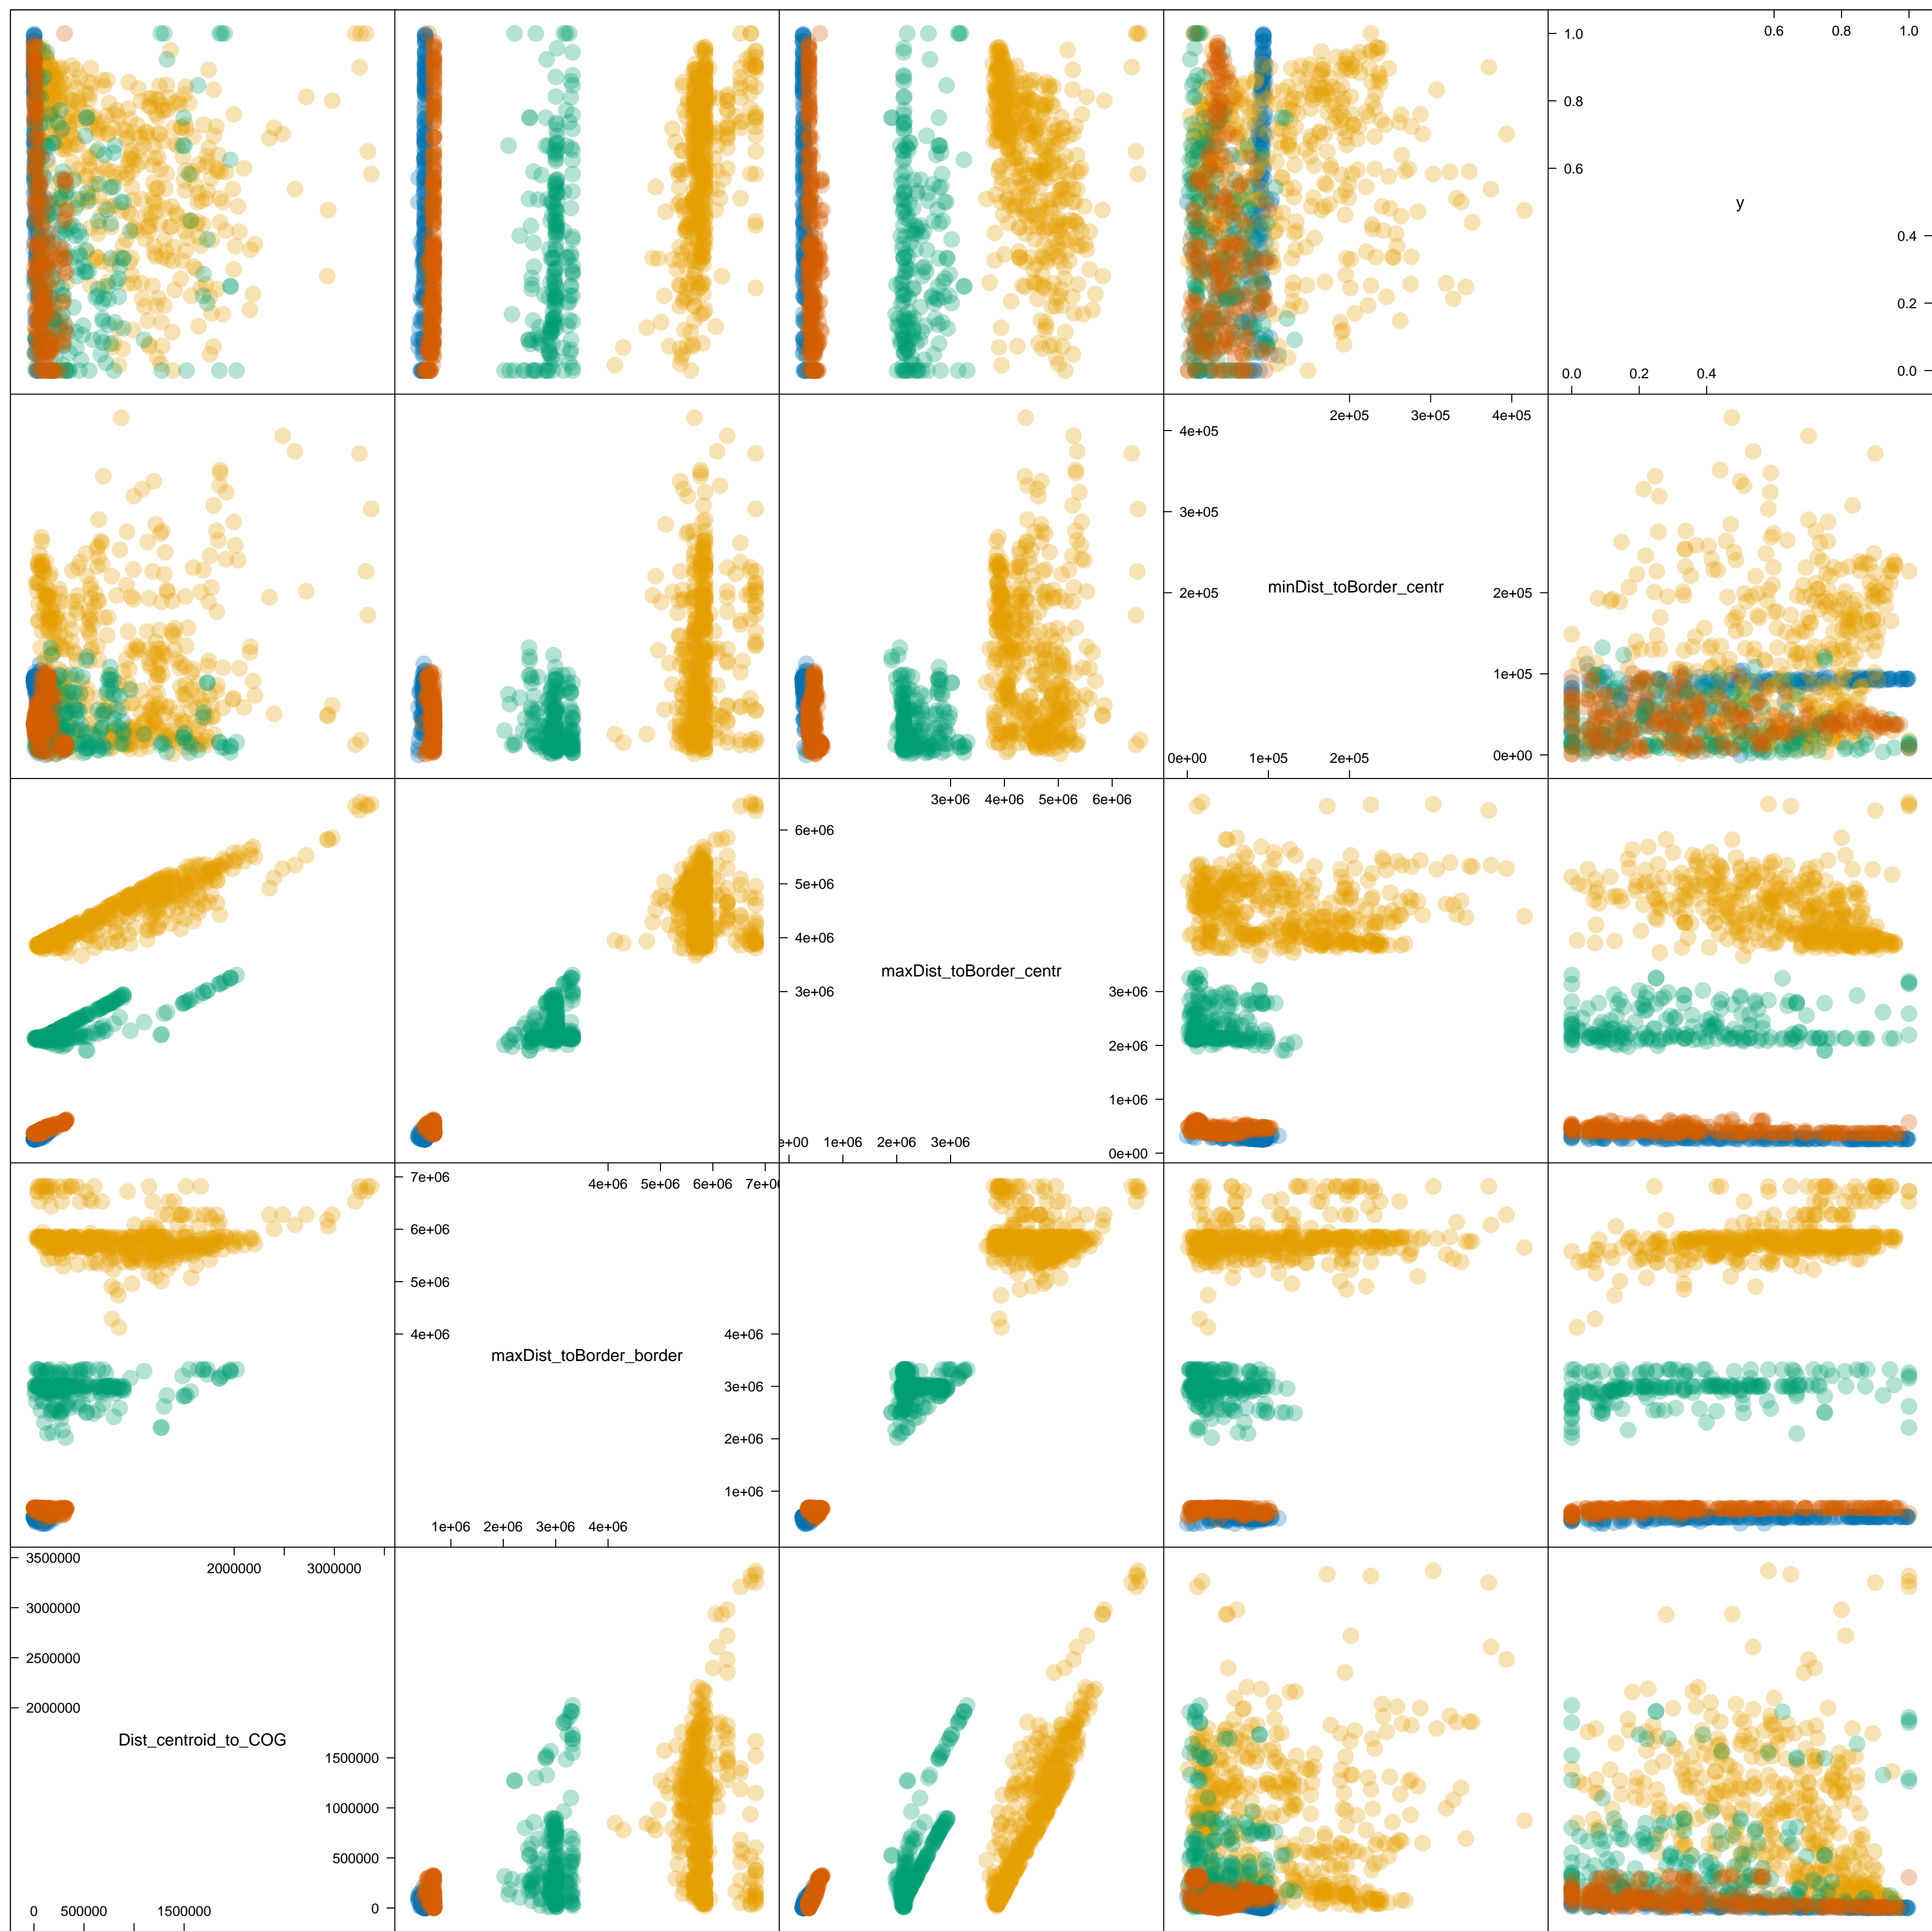 0.6 0.8 1.0
1.0
0.8
0.6
y
0.4
0.2
0.0 0.2 0.4
0.0
2e+05 3e+05 4e+05
4e+05
3e+05
2e+05
minDist_toBorder_centr
2e+05
1e+05
0e+00
0e+00 1e+05 2e+05
3e+06 4e+06 5e+06 6e+06
6e+06
5e+06
4e+06
3e+06
maxDist_toBorder_centr
3e+06
2e+06
1e+06
0e+00
e+00 1e+06 2e+06 3e+06
4e+06 5e+06 6e+06 7e+0
7e+06
6e+06
5e+06
4e+06
maxDist_toBorder_border
4e+06
3e+06
2e+06
1e+06
1e+06 2e+06 3e+06 4e+06
2000000 3000000
3500000
3000000
2500000
2000000
Dist_centroid_to_COG
1500000
1000000
500000
0
0 500000 1500000